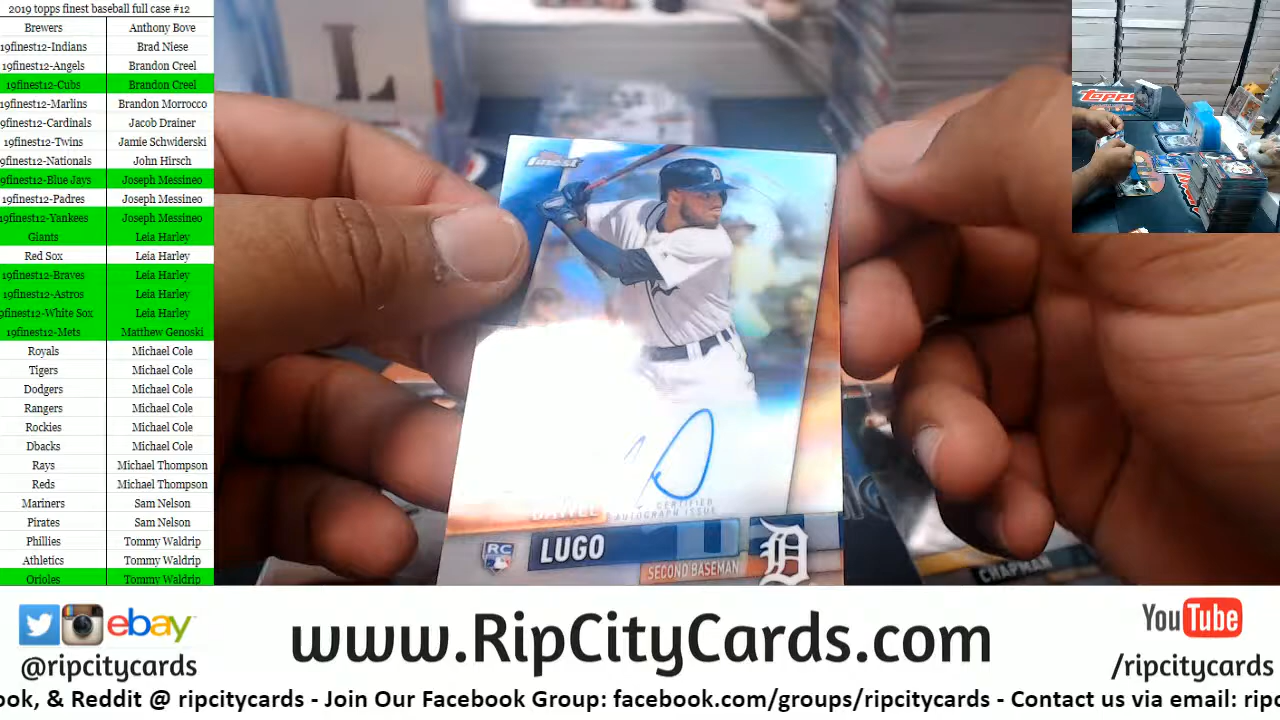 2019 topps finest baseball full case #12
Brewers Anthony Bove
19finest12-Indians Brad Niese
19finest12-Angels Brandon Creel
19finest12-Cubs Brandon Creel
19finest12-Marlins Brandon Morrocco
19finest12-Cardinals Jacob Drainer
19finest12-Twins Jamie Schwiderski
19finest12-Nationals John Hirsch
9finest12-Blue Jays Joseph Messineo
19finest12-Padres Joseph Messineo
9finest12-Yankees Joseph Messineo
Giants Leia Harley
Red Sox Leia Harley
19finest12-Braves Leia Harley
19finest12-Astros Leia Harley
9finest12-White Sox Leia Harley
19finest12-Mets Matthew Genoski
Royals Michael Cole
Tigers Michael Cole
Dodgers Michael Cole
Rangers Michael Cole
Rockies Michael Cole
Dbacks Michael Cole
Rays Michael Thompson
Reds Michael Thompson
Mariners Sam Nelson
Pirates Sam Nelson
Phillies Tommy Waldrip
Athletics Tommy Waldrip
Orioles Tommy Waldrip
L
finest
D
CERTIFIED
AUTOGRAPH ISSUE
RC
LUGO
SECOND BASEMAN
D
CHAPMAN
Topps
ebay
@ripcitycards
www.RipCityCards.com
YouTube
/ripcitycards
ook, & Reddit @ ripcitycards - Join Our Facebook Group: facebook.com/groups/ripcitycards - Contact us via email: ripc